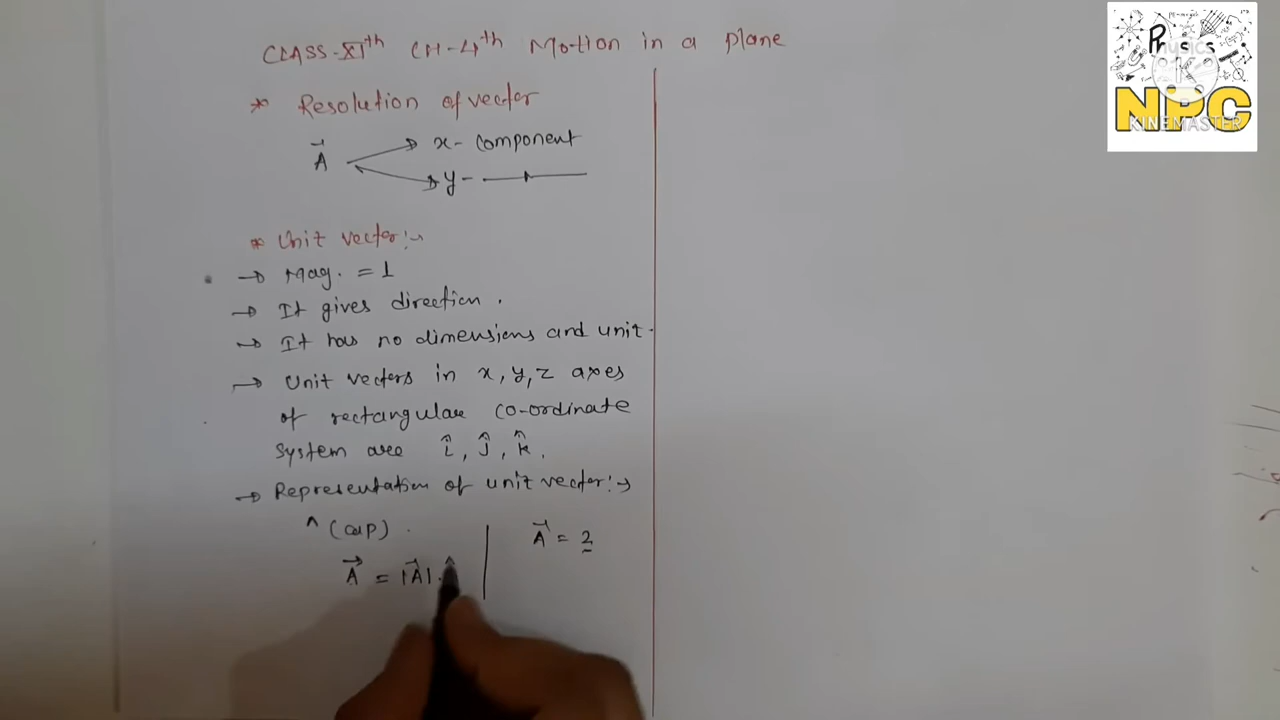 CLASS-XIth CH-4th Motion in a plane
* Resolution of vector
A⃗ x- component
y-
* Unit vector:→
→ Mag. = 1
→ It gives direction.
→ It has no dimensions and unit.
→ Unit vectors in x, y, z axes
of rectangular co-ordinate
system are î, ĵ, k̂.
→ Representation of unit vector:→
^ (cap).
A⃗ = 2
A⃗ = |A⃗|.
Physics
K
NPC
KINEMASTER